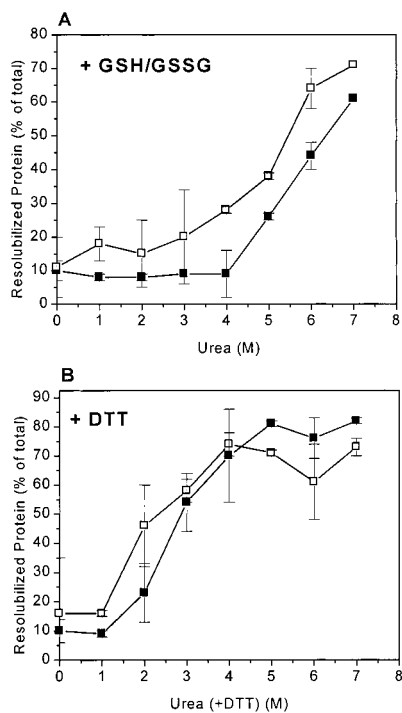 A
+ GSH/GSSG
Resolubilized Protein (% of total)
80
70
60
50
40
30
20
10
0
0 1 2 3 4 5 6 7 8
Urea (M)
B
+ DTT
Resolubilized Protein (% of total)
90
80
70
60
50
40
30
20
10
0
0 1 2 3 4 5 6 7 8
Urea (+DTT) (M)